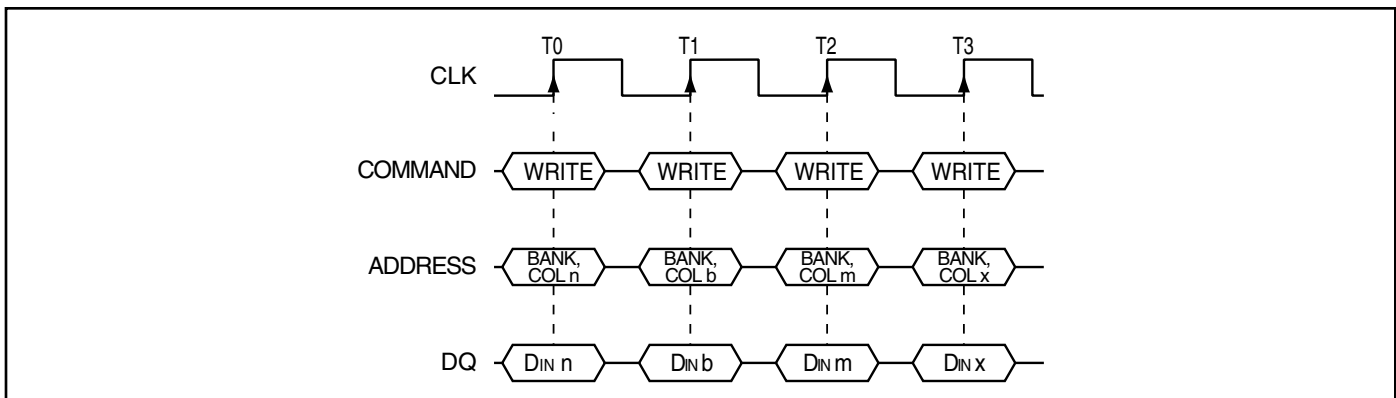 T0 T1 T2 T3
CLK
COMMAND WRITE WRITE WRITE WRITE
ADDRESS BANK, COL n BANK, COL b BANK, COL m BANK, COL x
DQ DIN n DIN b DIN m DIN x